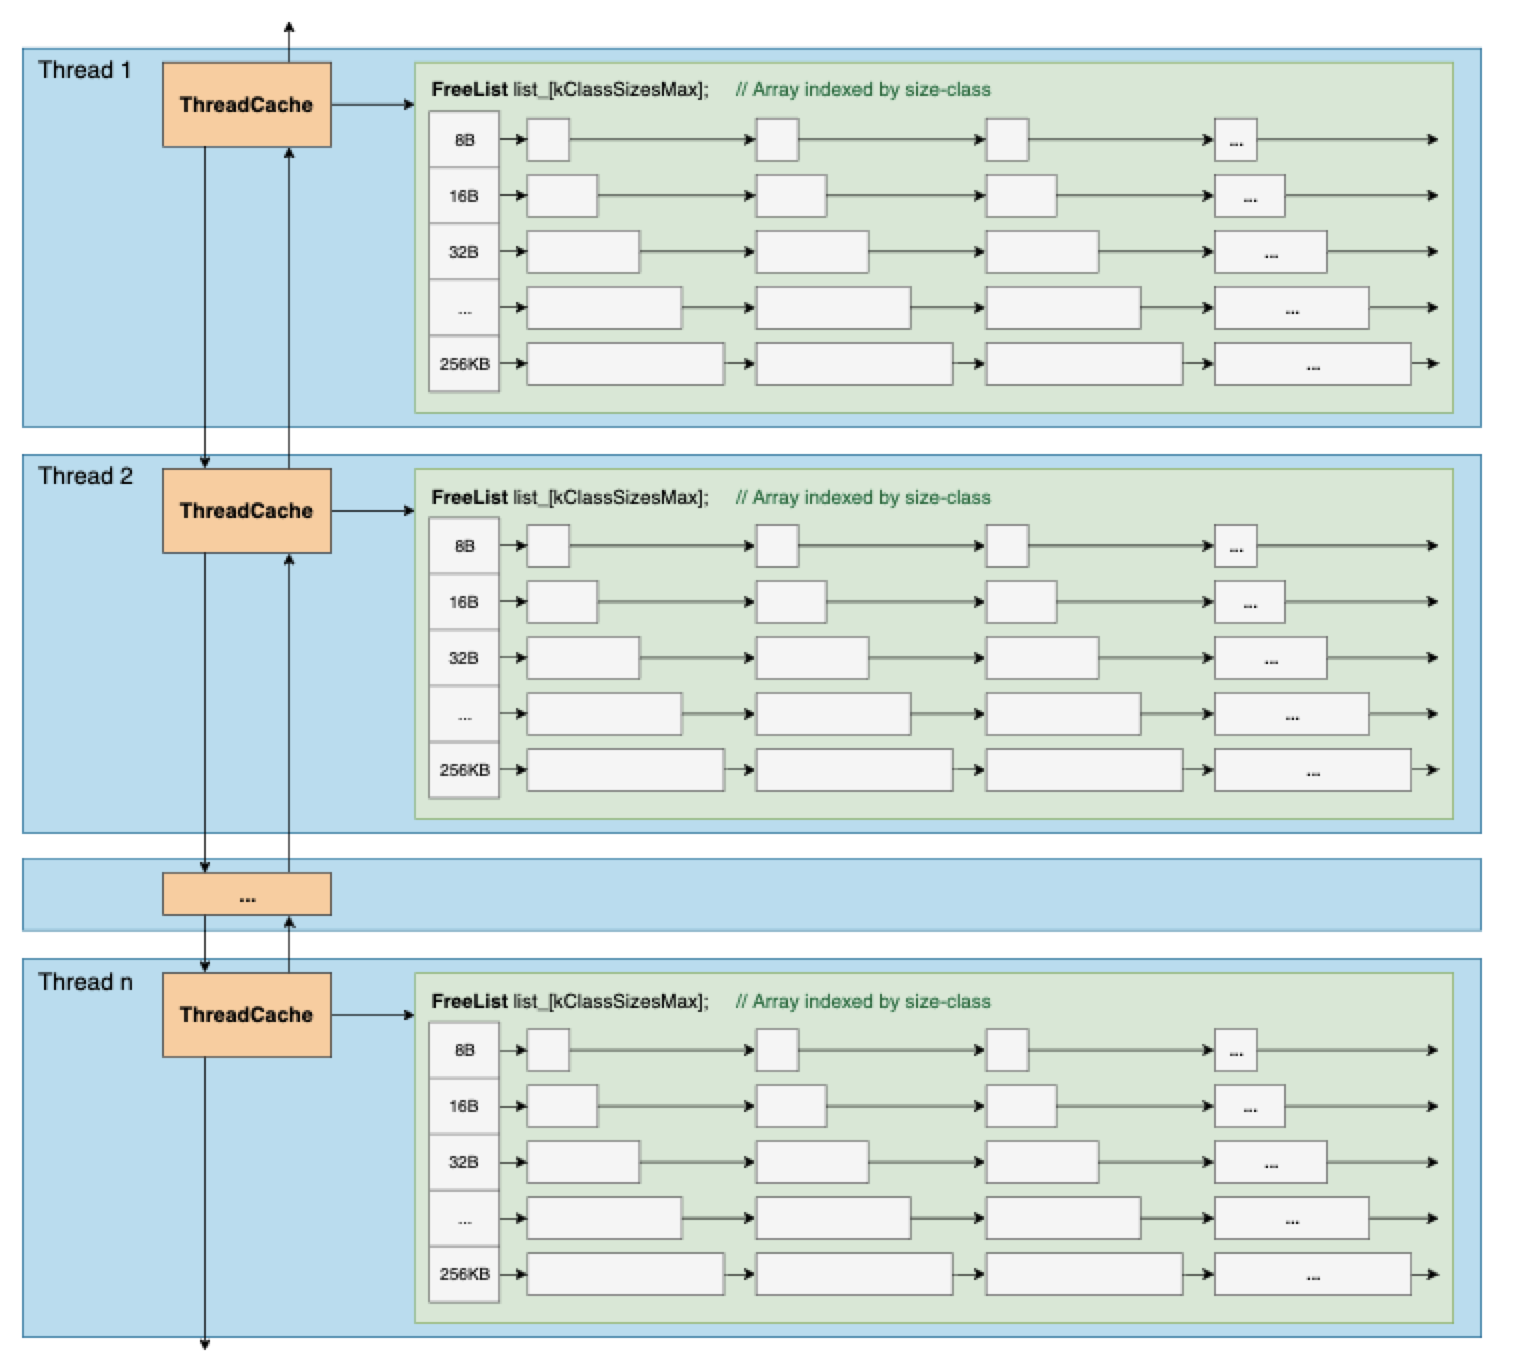 Thread 1
ThreadCache
FreeList list_[kClassSizesMax]; // Array indexed by size-class
8B
...
16B
...
32B
...
...
...
256KB
...
Thread 2
ThreadCache
FreeList list_[kClassSizesMax]; // Array indexed by size-class
8B
...
16B
...
32B
...
...
...
256KB
...
...
Thread n
ThreadCache
FreeList list_[kClassSizesMax]; // Array indexed by size-class
8B
...
16B
...
32B
...
...
...
256KB
...